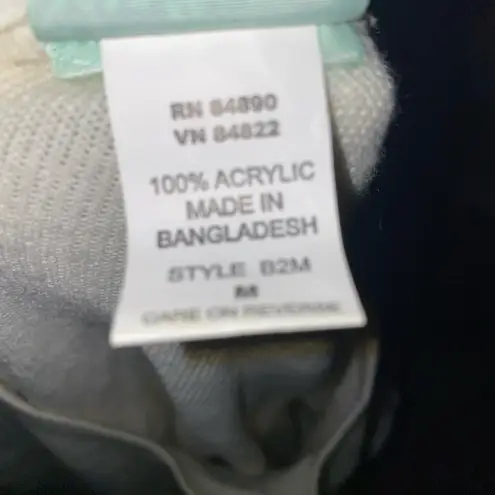 RN 84890
VN 84822
100% ACRYLIC
MADE IN
BANGLADESH
STYLE B2M
M
CARE ON REVERSE